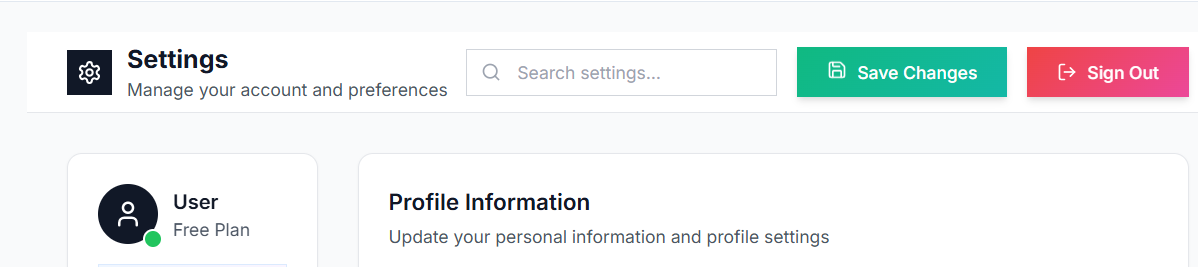 Settings
Manage your account and preferences
Search settings...
Save Changes
Sign Out
User
Free Plan
Profile Information
Update your personal information and profile settings